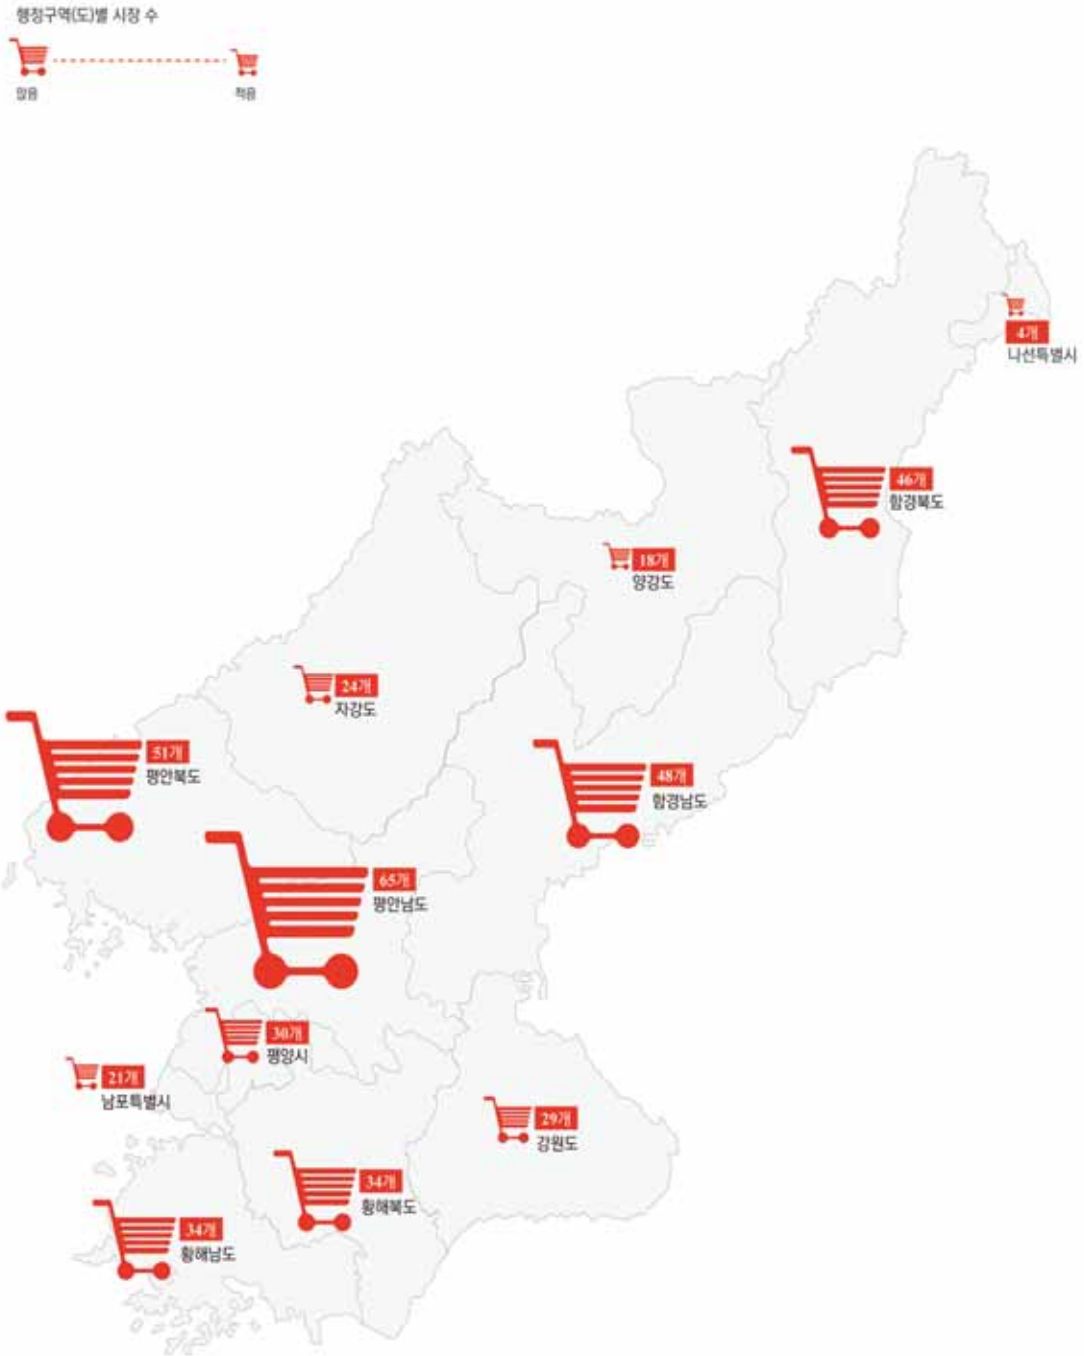 행정구역(도)별 시장 수
많음
적음
4개
나선특별시
46개
함경북도
18개
양강도
24개
자강도
51개
평안북도
48개
함경남도
65개
평안남도
30개
평양시
21개
남포특별시
29개
강원도
34개
황해북도
34개
황해남도